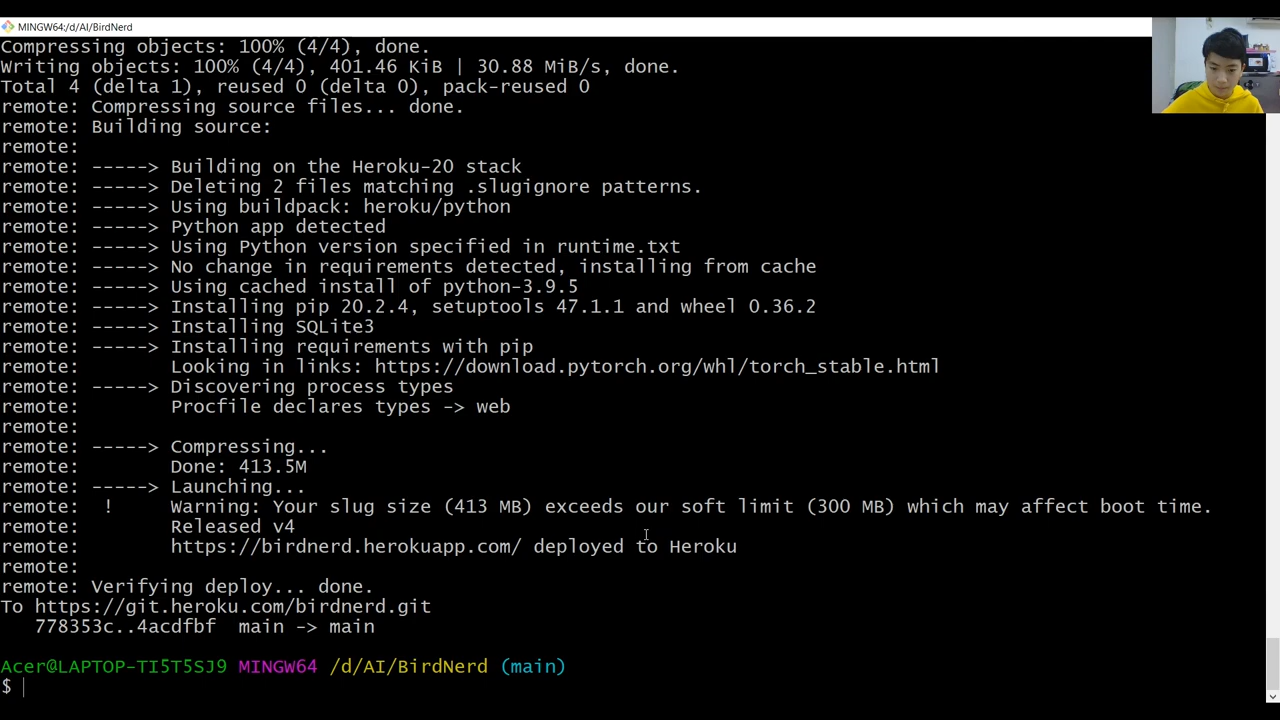 MINGW64:/d/AI/BirdNerd
Compressing objects: 100% (4/4), done.
Writing objects: 100% (4/4), 401.46 KiB | 30.88 MiB/s, done.
Total 4 (delta 1), reused 0 (delta 0), pack-reused 0
remote: Compressing source files... done.
remote: Building source:
remote:
remote: -----> Building on the Heroku-20 stack
remote: -----> Deleting 2 files matching .slugignore patterns.
remote: -----> Using buildpack: heroku/python
remote: -----> Python app detected
remote: -----> Using Python version specified in runtime.txt
remote: -----> No change in requirements detected, installing from cache
remote: -----> Using cached install of python-3.9.5
remote: -----> Installing pip 20.2.4, setuptools 47.1.1 and wheel 0.36.2
remote: -----> Installing SQLite3
remote: -----> Installing requirements with pip
remote:        Looking in links: https://download.pytorch.org/whl/torch_stable.html
remote: -----> Discovering process types
remote:        Procfile declares types -> web
remote:
remote: -----> Compressing...
remote:        Done: 413.5M
remote: -----> Launching...
remote:  !     Warning: Your slug size (413 MB) exceeds our soft limit (300 MB) which may affect boot time.
remote:        Released v4
remote:        https://birdnerd.herokuapp.com/ deployed to Heroku
remote:
remote: Verifying deploy... done.
To https://git.heroku.com/birdnerd.git
   778353c..4acdfbf  main -> main
Acer@LAPTOP-TI5T5SJ9 MINGW64 /d/AI/BirdNerd (main)
$